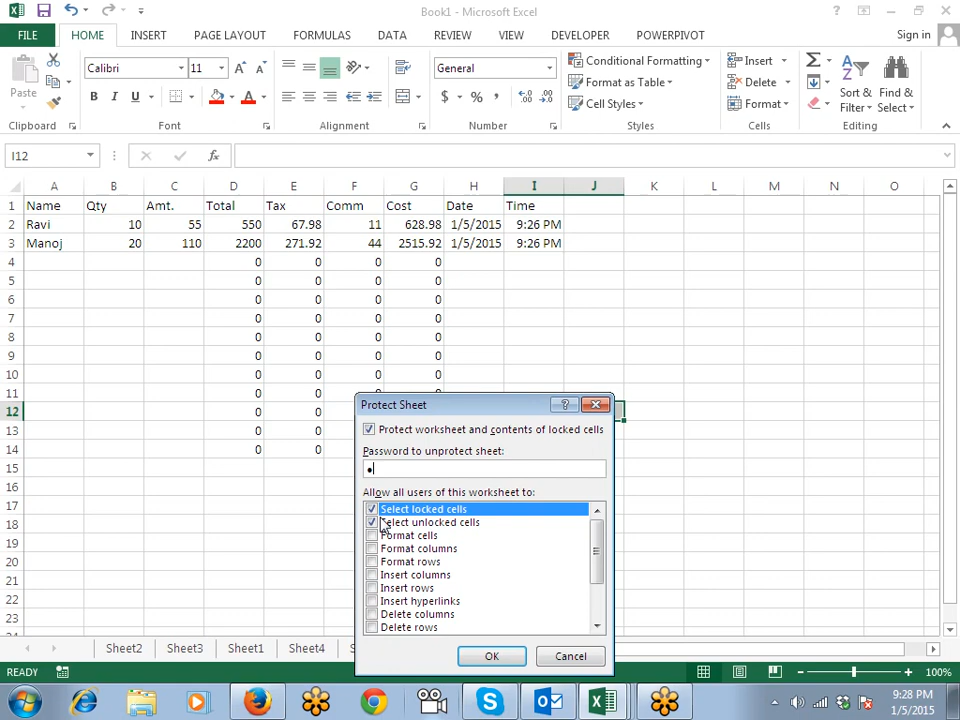 Book1 - Microsoft Excel
FILE HOME INSERT PAGE LAYOUT FORMULAS DATA REVIEW VIEW DEVELOPER POWERPIVOT Sign in
Paste Calibri 11 General Conditional Formatting Insert
B I U $ % , Format as Table Delete Sort & Find &
Cell Styles Format Filter Select
Clipboard Font Alignment Number Styles Cells Editing
I12 fx
A B C D E F G H I J K L M N O
1 Name Qty Amt. Total Tax Comm Cost Date Time
2 Ravi 10 55 550 67.98 11 628.98 1/5/2015 9:26 PM
3 Manoj 20 110 2200 271.92 44 2515.92 1/5/2015 9:26 PM
4 0 0 0 0
5 0 0 0 0
6 0 0 0 0
7 0 0 0 0
8 0 0 0 0
9 0 0 0 0
10 0 0 0 0
11 0 0 0 0
12 0 0
13 0 0
14 0 0
15
16
17
18
19
20
21
22
23
Protect Sheet
Protect worksheet and contents of locked cells
Password to unprotect sheet:
Allow all users of this worksheet to:
Select locked cells
Select unlocked cells
Format cells
Format columns
Format rows
Insert columns
Insert rows
Insert hyperlinks
Delete columns
Delete rows
OK Cancel
Sheet2 Sheet3 Sheet1 Sheet4
READY 100%
9:28 PM
1/5/2015